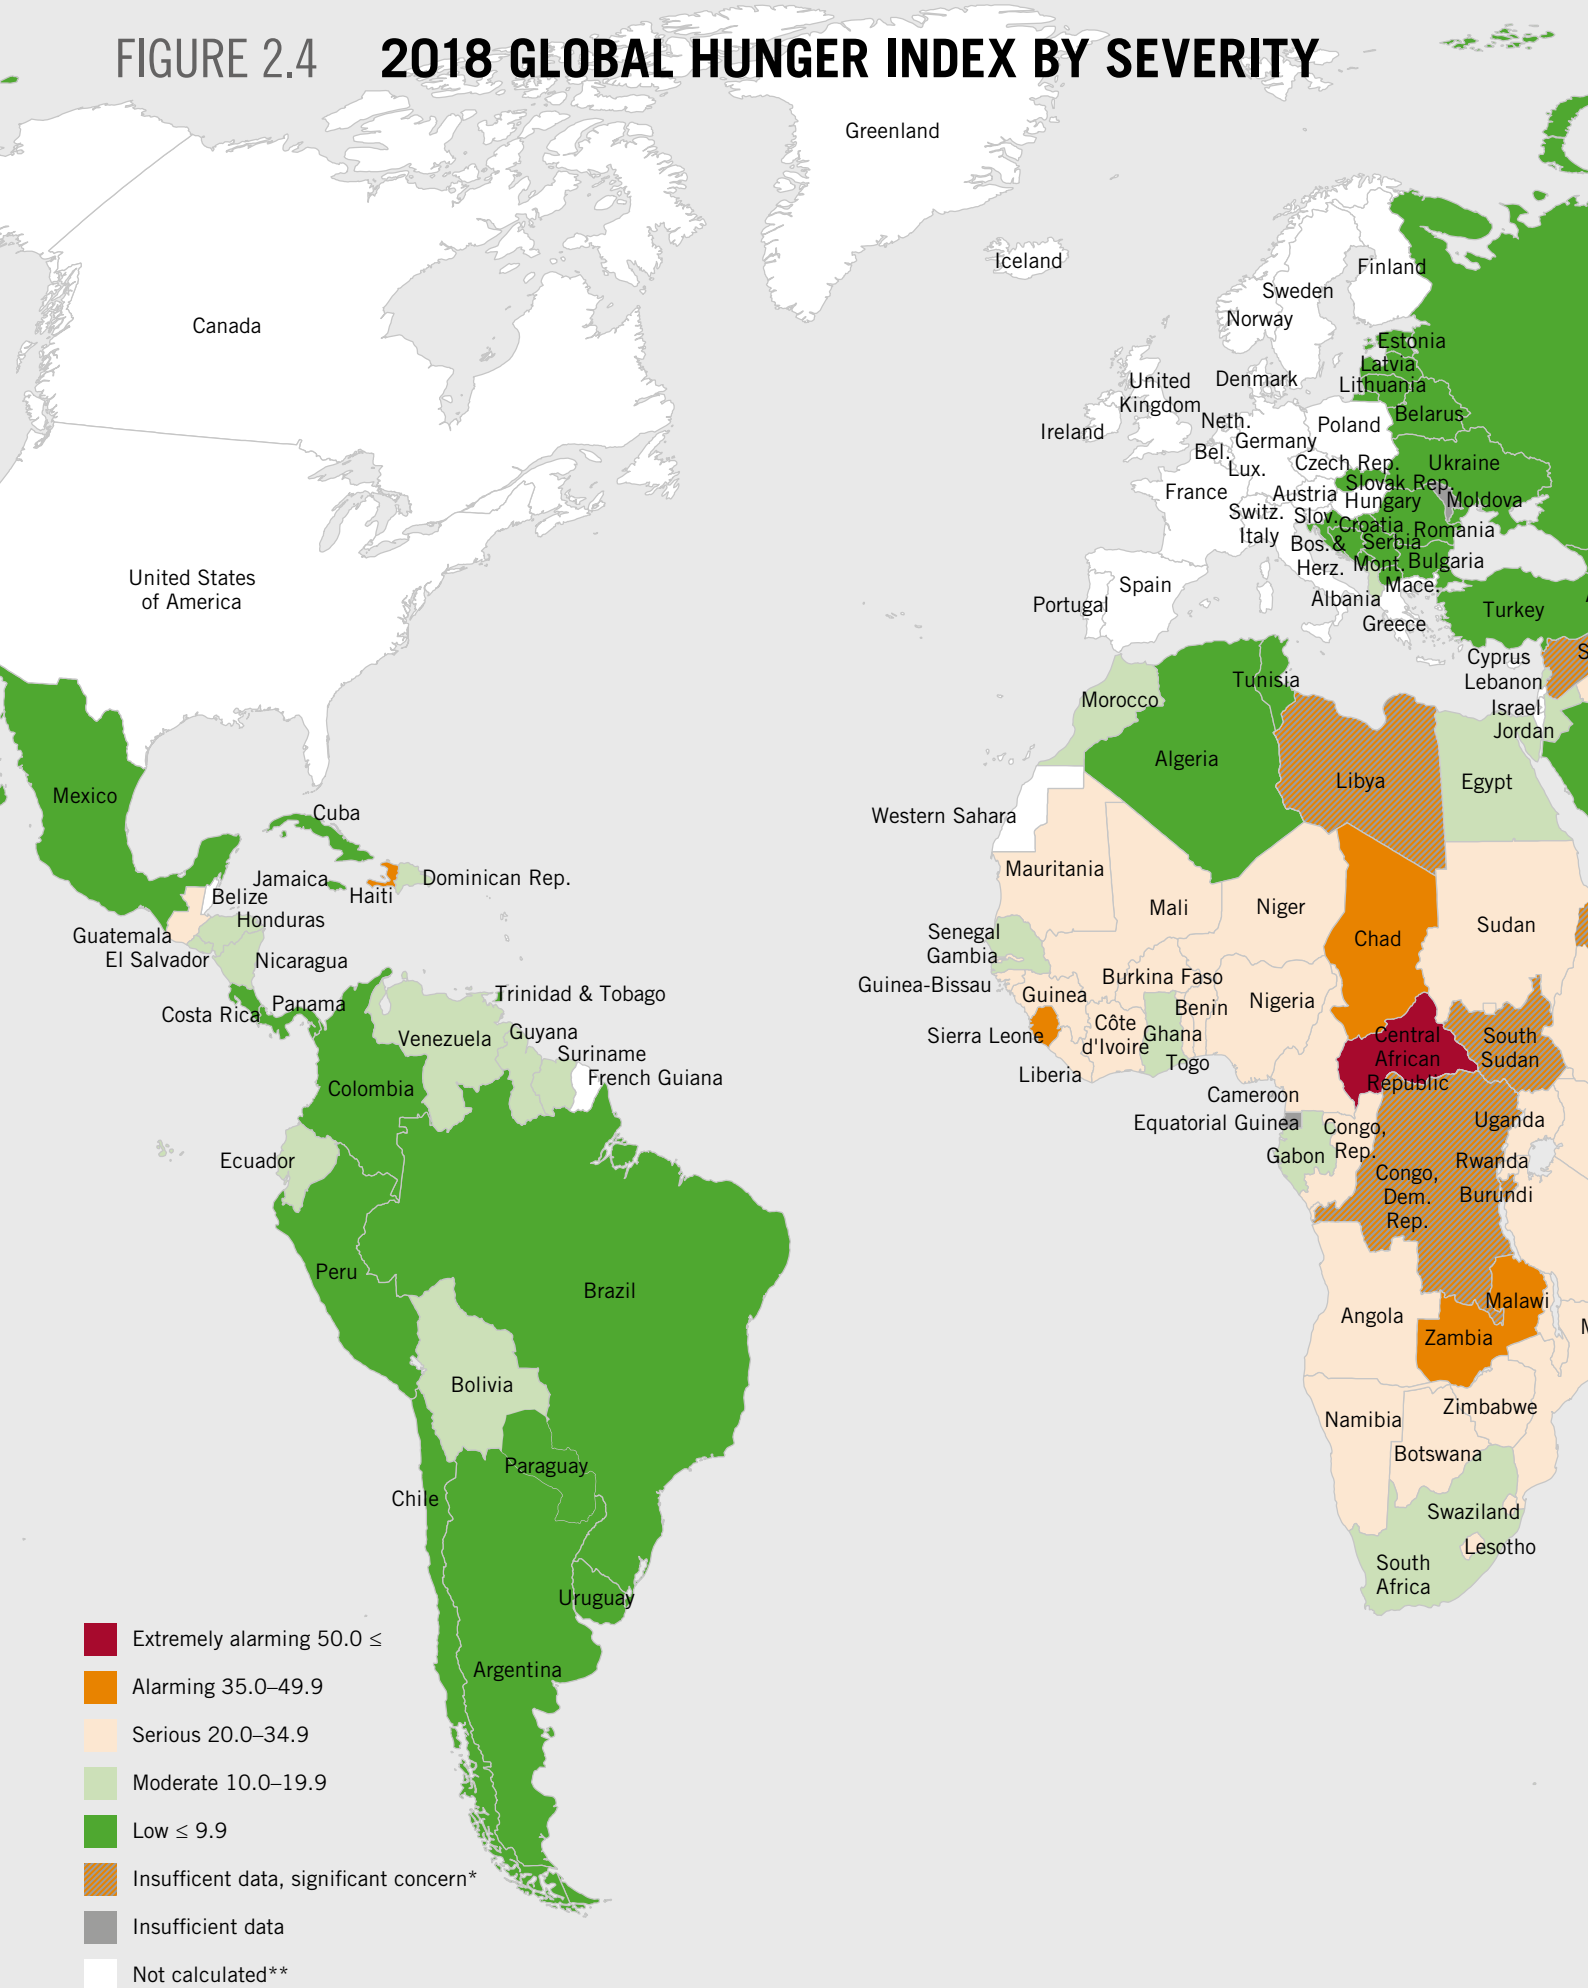 FIGURE 2.4 2018 GLOBAL HUNGER INDEX BY SEVERITY
Greenland
Iceland
Finland
Sweden
Norway
Canada
Estonia
Latvia
Lithuania
Denmark
United
Kingdom
Belarus
Neth.
Poland
Ireland
Germany
Bel.
Lux.
Czech Rep.
Ukraine
Slovak Rep.
France
Austria
Hungary
Moldova
Switz.
Slov.
Croatia
Romania
Italy
Bos.&
Herz.
Serbia
Mont.
Bulgaria
Mace.
United States
of America
Spain
Portugal
Albania
Greece
Turkey
Cyprus
Lebanon
Israel
Jordan
Tunisia
Morocco
Algeria
Libya
Egypt
Mexico
Cuba
Western Sahara
Jamaica
Haiti
Dominican Rep.
Belize
Honduras
Guatemala
El Salvador
Nicaragua
Costa Rica
Panama
Trinidad & Tobago
Venezuela
Guyana
Suriname
French Guiana
Colombia
Ecuador
Peru
Brazil
Bolivia
Paraguay
Chile
Uruguay
Argentina
Mauritania
Mali
Niger
Chad
Sudan
Senegal
Gambia
Guinea-Bissau
Guinea
Burkina Faso
Benin
Nigeria
Sierra Leone
Côte
d'Ivoire
Ghana
Togo
Liberia
Central
African
Republic
South
Sudan
Cameroon
Equatorial Guinea
Gabon
Congo,
Rep.
Uganda
Rwanda
Burundi
Congo,
Dem.
Rep.
Angola
Malawi
Zambia
Namibia
Zimbabwe
Botswana
Swaziland
Lesotho
South
Africa
Extremely alarming 50.0 ≤
Alarming 35.0–49.9
Serious 20.0–34.9
Moderate 10.0–19.9
Low ≤ 9.9
Insufficent data, significant concern*
Insufficient data
Not calculated**